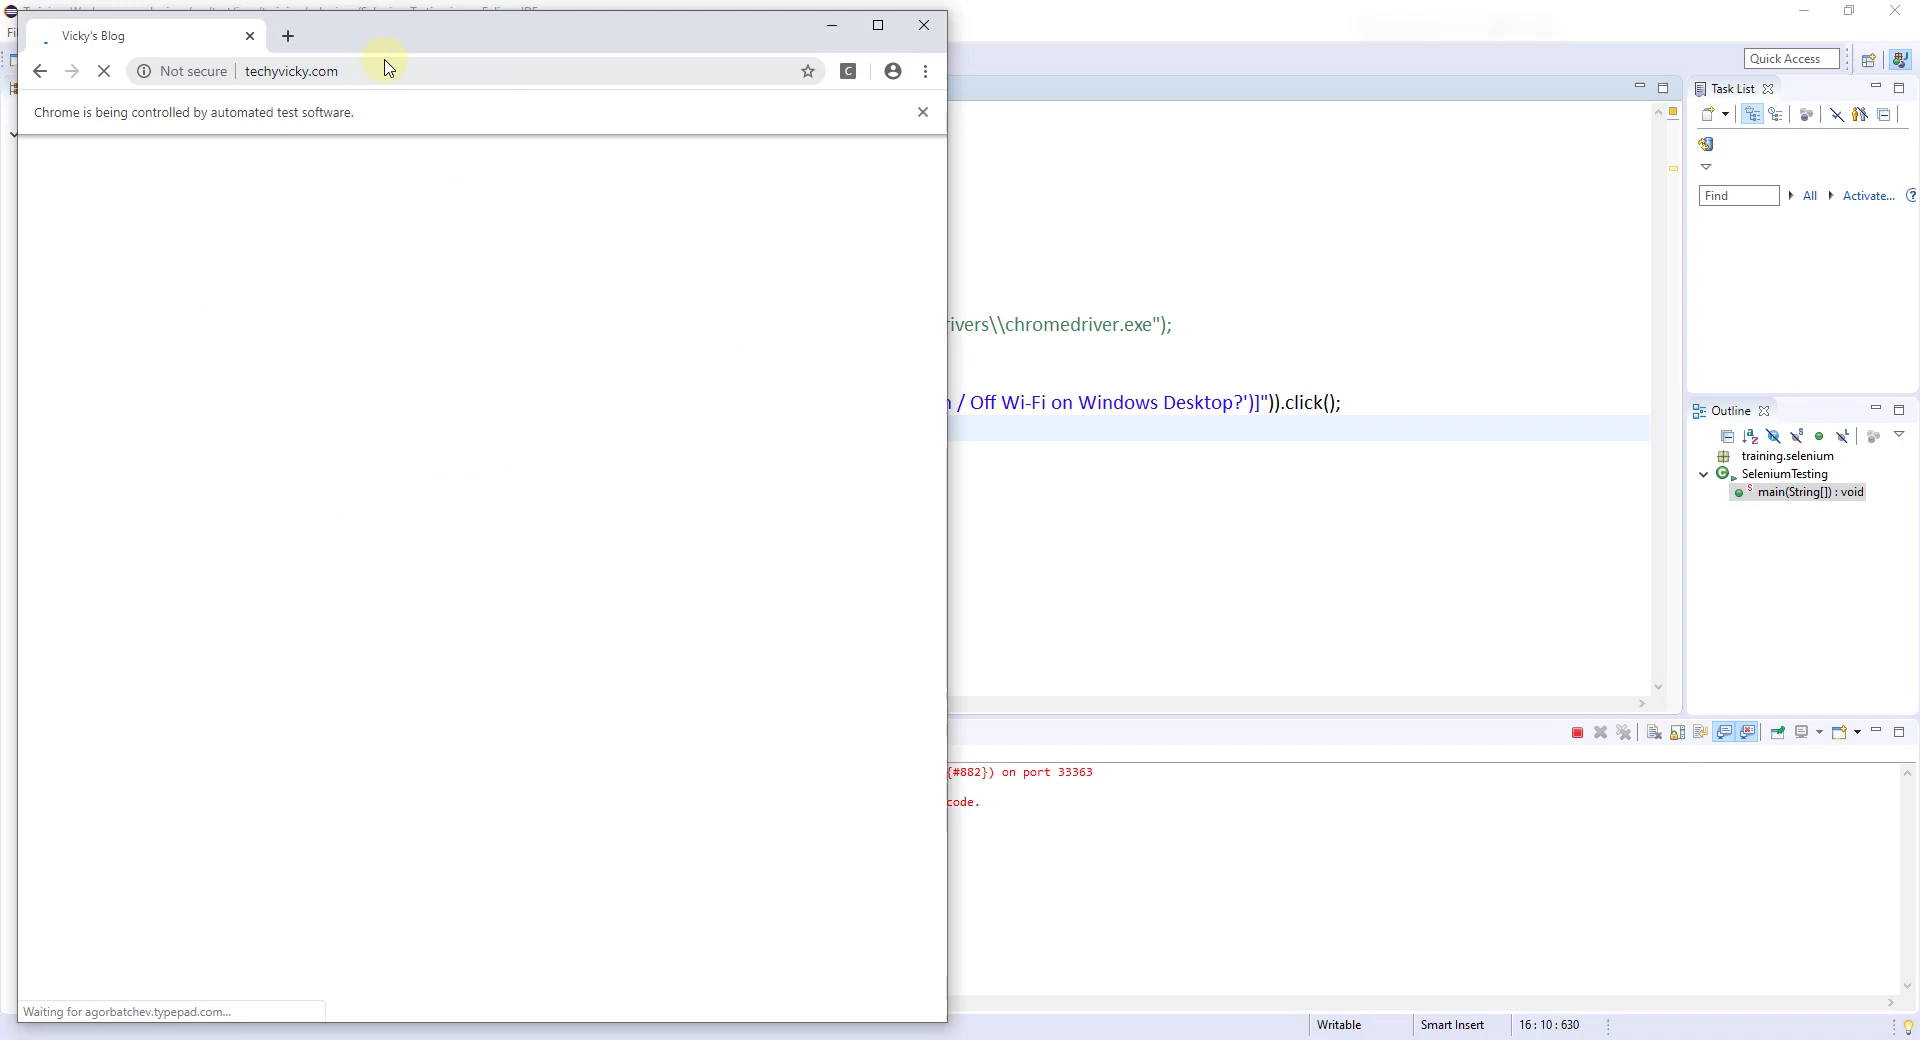 Vicky's Blog
Not secure
techyvicky.com
C
Chrome is being controlled by automated test software.
Waiting for agorbatchev.typepad.com...
Quick Access
rivers\\chromedriver.exe");
/ Off Wi-Fi on Windows Desktop?')]")).click();
{#882}) on port 33363
code.
Task List
Find
All
Activate...
Outline
training.selenium
SeleniumTesting
main(String[]) : void
Writable
Smart Insert
16 : 10 : 630